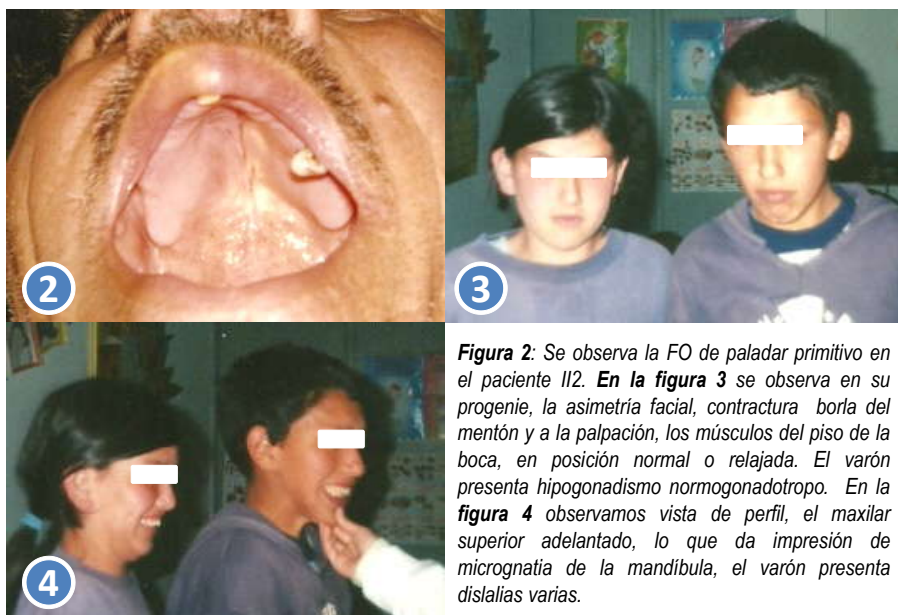 2
3
4
Figura 2: Se observa la FO de paladar primitivo en
el paciente II2. En la figura 3 se observa en su
progenie, la asimetría facial, contractura borla del
mentón y a la palpación, los músculos del piso de la
boca, en posición normal o relajada. El varón
presenta hipogonadismo normogonadotropo. En la
figura 4 observamos vista de perfil, el maxilar
superior adelantado, lo que da impresión de
micrognatia de la mandíbula, el varón presenta
dislalias varias.